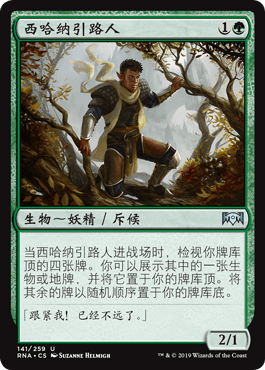 西哈纳引路人 1
生物～妖精／斥候
当西哈纳引路人进战场时，检视你牌库
顶的四张牌。你可以展示其中的一张生
物或地牌，并将它置于你的牌库顶。将
其余的牌以随机顺序置于你的牌库底。
「跟紧我！已经不远了。」
2/1
141/259 U
RNA • CS SUZANNE HELMIGH
™ & © 2019 Wizards of the Coast